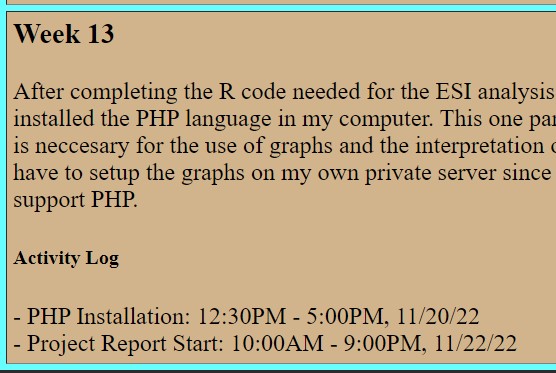 Week 13
After completing the R code needed for the ESI analysis
installed the PHP language in my computer. This one
is neccesary for the use of graphs and the interpretation
have to setup the graphs on my own private server since
support PHP.
Activity Log
- PHP Installation: 12:30PM - 5:00PM, 11/20/22
- Project Report Start: 10:00AM - 9:00PM, 11/22/22